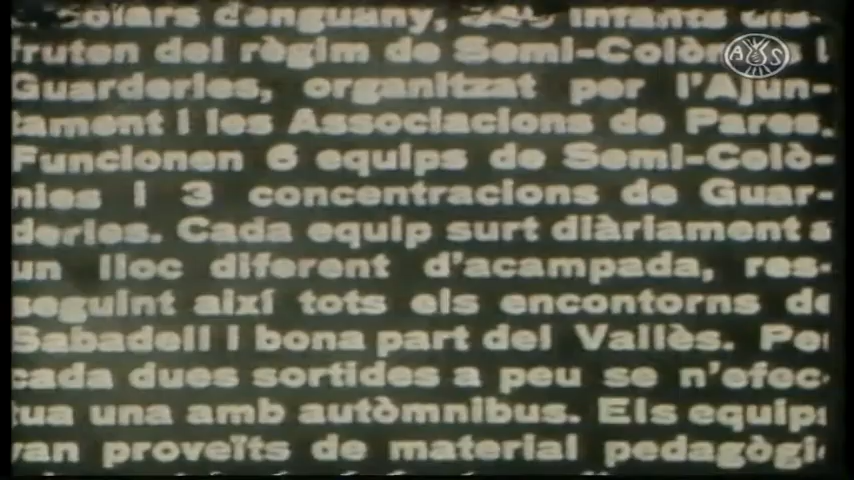 solars d'enguany, infants dis-
fruten del règim de Semi-Colònies i
Guarderies, organitzat per l'Ajun-
tament i les Associacions de Pares.
Funcionen 6 equips de Semi-Colò-
nies i 3 concentracions de Guar-
deries. Cada equip surt diàriament a
un lloc diferent d'acampada, res-
seguint així tots els encontorns de
Sabadell i bona part del Vallès. Per
cada dues sortides a peu se n'efec-
tua una amb autòmnibus. Els equips
van proveïts de material pedagògi-
AS